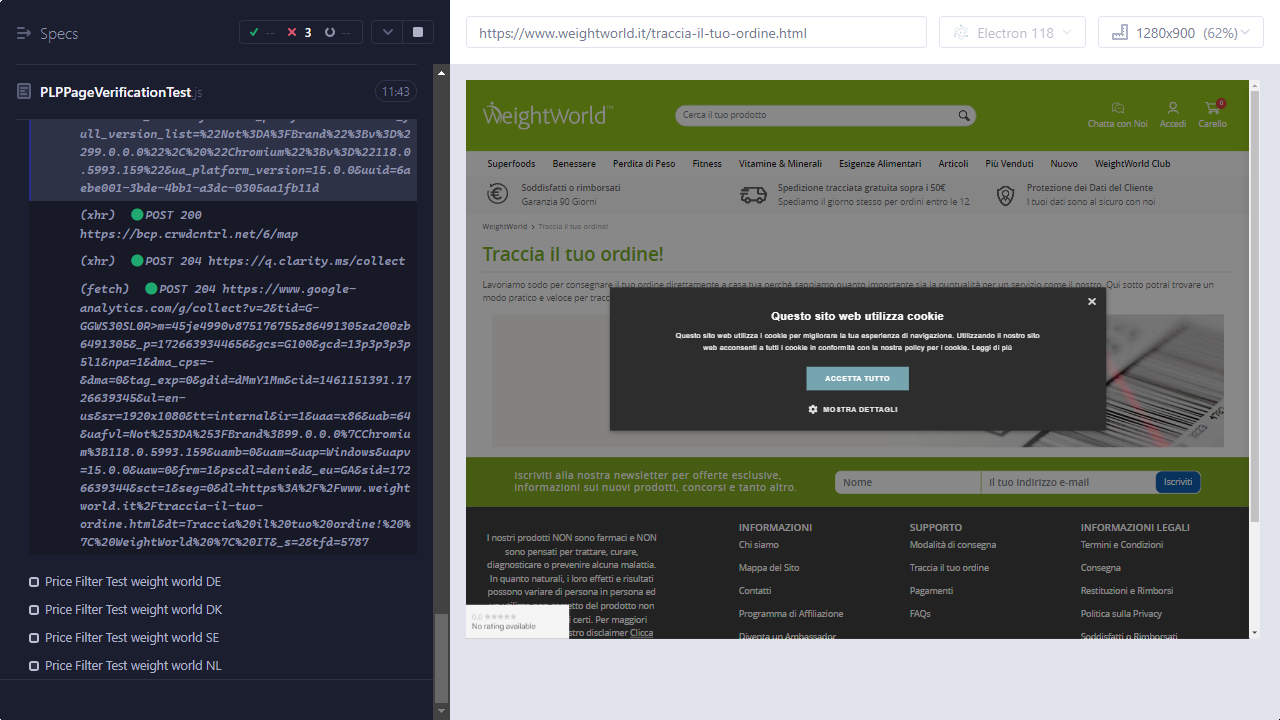 Specs
--
3
--
PLPPageVerificationTest.js
11:43
ull_version_list=%22Not%3DA%3FBrand%22%3Bv%3D%2
299.0.0.0%22%2C%20%22Chromium%22%3Bv%3D%22118.0
.5993.159%22&ua_platform_version=15.0.0&uuid=6a
ebe001-3bde-4bb1-a3dc-0305aa1fb11d
(xhr) POST 200
https://bcp.crwdcntrl.net/6/map
(xhr) POST 204 https://q.clarity.ms/collect
(fetch) POST 204 https://www.google-
analytics.com/g/collect?v=2&tid=G-
GGWS30SL0R&gtm=45je4990v875176755z86491305za200zb
6491305&_p=1726639344656&gcs=G100&gcd=13p3p3p3p
5l1&npa=1&dma_cps=-
&dma=0&tag_exp=0&gdid=dMmY1Mm&cid=1461151391.17
26639345&ul=en-
us&sr=1920x1080&tt=internal&ir=1&uaa=x86&uab=64
&uafvl=Not%253DA%253FBrand%3B99.0.0.0%7CChromiu
m%3B118.0.5993.159&uamb=0&uam=&uap=Windows&uapv
=15.0.0&uaw=0&frm=1&pscdl=denied&_eu=GA&sid=172
6639344&sct=1&seg=0&dl=https%3A%2F%2Fwww.weight
world.it%2Ftraccia-il-tuo-
ordine.html&dt=Traccia%20il%20tuo%20ordine!%20%
7C%20WeightWorld%20%7C%20IT&_s=2&tfd=5787
Price Filter Test weight world DE
Price Filter Test weight world DK
Price Filter Test weight world SE
Price Filter Test weight world NL
https://www.weightworld.it/traccia-il-tuo-ordine.html
Electron 118
1280x900 (62%)
WeightWorld™
Cerca il tuo prodotto
0
Chatta con Noi Accedi Carello
Superfoods Benessere Perdita di Peso Fitness Vitamine & Minerali Esigenze Alimentari Articoli Più Venduti Nuovo WeightWorld Club
Soddisfatti o rimborsati
Garanzia 90 Giorni
Spedizione tracciata gratuita sopra i 50€
Spediamo il giorno stesso per ordini entro le 12
Protezione dei Dati del Cliente
I tuoi dati sono al sicuro con noi
WeightWorld > Traccia il tuo ordine!
Traccia il tuo ordine!
Lavoriamo sodo per consegnare il tuo ordine direttamente a casa tua perché sappiamo quanto importante sia la puntualità per un servizio come il nostro. Qui sotto potrai trovare un
modo pratico e veloce per tracc
Questo sito web utilizza cookie
Questo sito web utilizza i cookie per migliorare la tua esperienza di navigazione. Utilizzando il nostro sito
web acconsenti a tutti i cookie in conformità con la nostra policy per i cookie. Leggi di più
ACCETTA TUTTO
MOSTRA DETTAGLI
Iscriviti alla nostra newsletter per offerte esclusive,
informazioni sui nuovi prodotti, concorsi e tanto altro.
Nome
Il tuo indirizzo e-mail
Iscriviti
I nostri prodotti NON sono farmaci e NON
sono pensati per trattare, curare,
diagnosticare o prevenire alcuna malattia.
In quanto naturali, i loro effetti e risultati
possono variare di persona in persona ed
etto del prodotto non
i certi. Per maggiori
stro disclaimer Clicca
0.0
No rating available
INFORMAZIONI
Chi siamo
Mappa del Sito
Contatti
Programma di Affiliazione
Diventa un Ambassador
SUPPORTO
Modalità di consegna
Traccia il tuo ordine
Pagamenti
FAQs
INFORMAZIONI LEGALI
Termini e Condizioni
Consegna
Restituzioni e Rimborsi
Politica sulla Privacy
Soddisfatti o Rimborsati